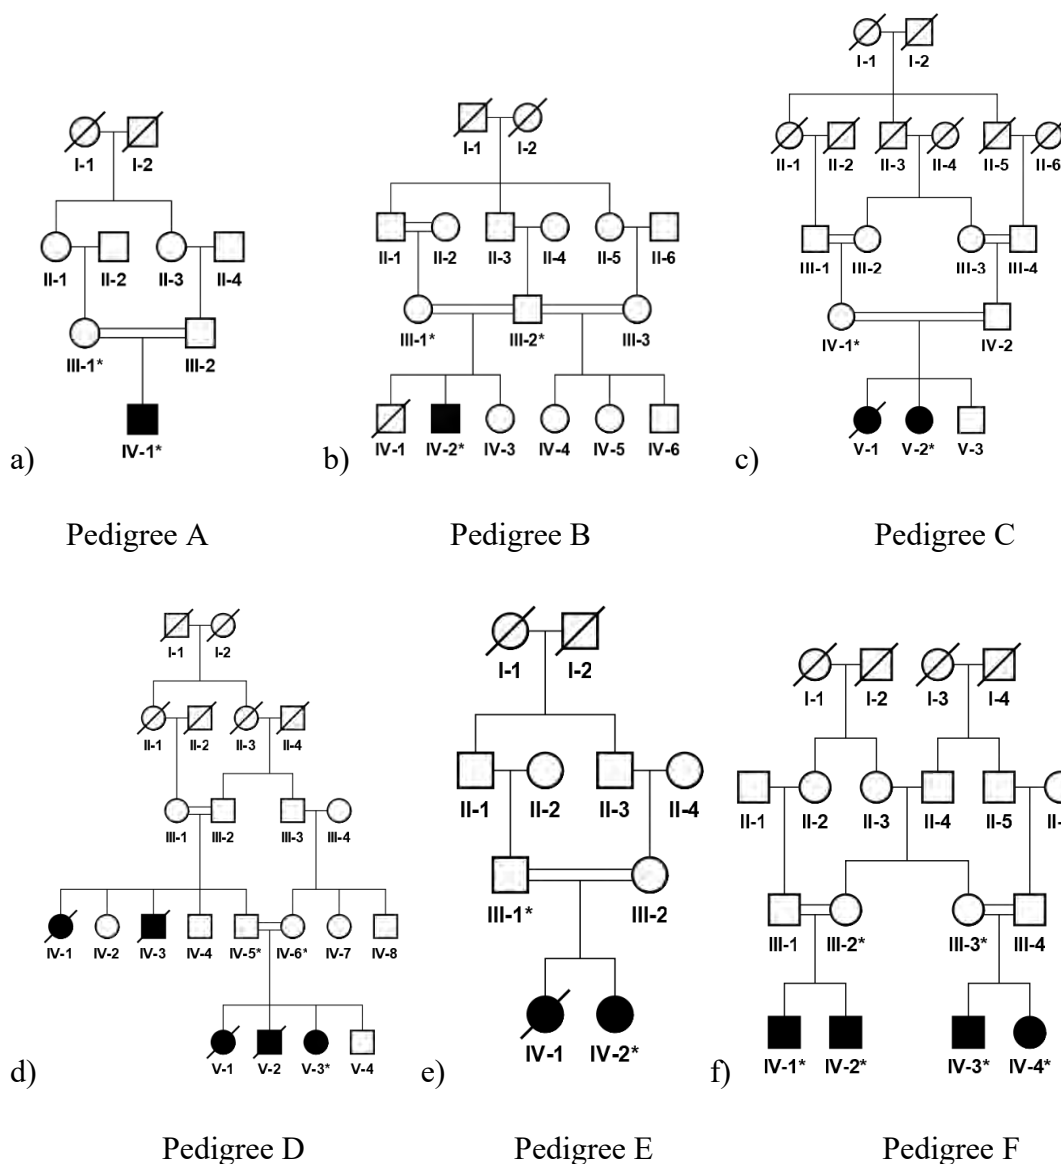 I-1 I-2
II-1 II-2 II-3 II-4
III-1* III-2
IV-1*
a)
Pedigree A
I-1 I-2
II-1 II-2 II-3 II-4 II-5 II-6
III-1* III-2* III-3
IV-1 IV-2* IV-3 IV-4 IV-5 IV-6
b)
Pedigree B
I-1 I-2
II-1 II-2 II-3 II-4 II-5 II-6
III-1 III-2 III-3 III-4
IV-1* IV-2
V-1 V-2* V-3
c)
Pedigree C
I-1 I-2
II-1 II-2 II-3 II-4
III-1 III-2 III-3 III-4
IV-1 IV-2 IV-3 IV-4 IV-5* IV-6* IV-7 IV-8
V-1 V-2 V-3* V-4
d)
Pedigree D
I-1 I-2
II-1 II-2 II-3 II-4
III-1* III-2
IV-1 IV-2*
e)
Pedigree E
I-1 I-2 I-3 I-4
II-1 II-2 II-3 II-4 II-5
III-1 III-2* III-3* III-4
IV-1* IV-2* IV-3* IV-4*
f)
Pedigree F